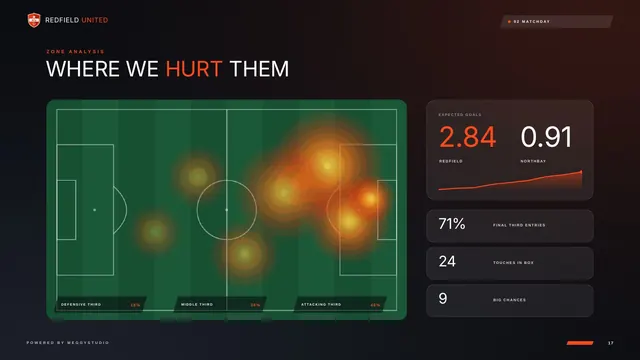 REDFIELD UNITED
02 MATCHDAY
ZONE ANALYSIS
WHERE WE HURT THEM
EXPECTED GOALS
2.84 0.91
REDFIELD NORTHBAY
71% FINAL THIRD ENTRIES
24 TOUCHES IN BOX
9 BIG CHANCES
DEFENSIVE THIRD
MIDDLE THIRD
ATTACKING THIRD
POWERED BY
17